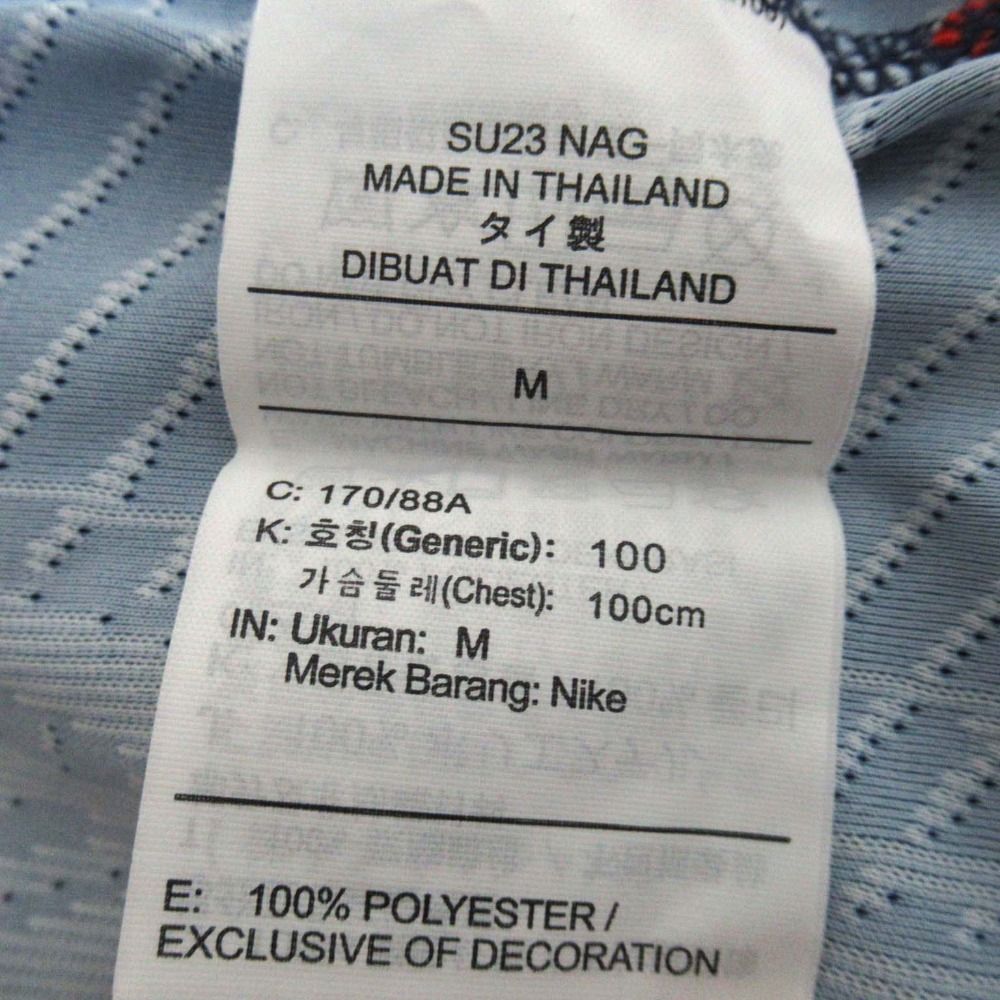 SU23 NAG
MADE IN THAILAND
タイ製
DIBUAT DI THAILAND
M
C: 170/88A
K: 호칭(Generic): 100
가슴둘레(Chest): 100cm
IN: Ukuran: M
Merek Barang: Nike
E: 100% POLYESTER /
EXCLUSIVE OF DECORATION